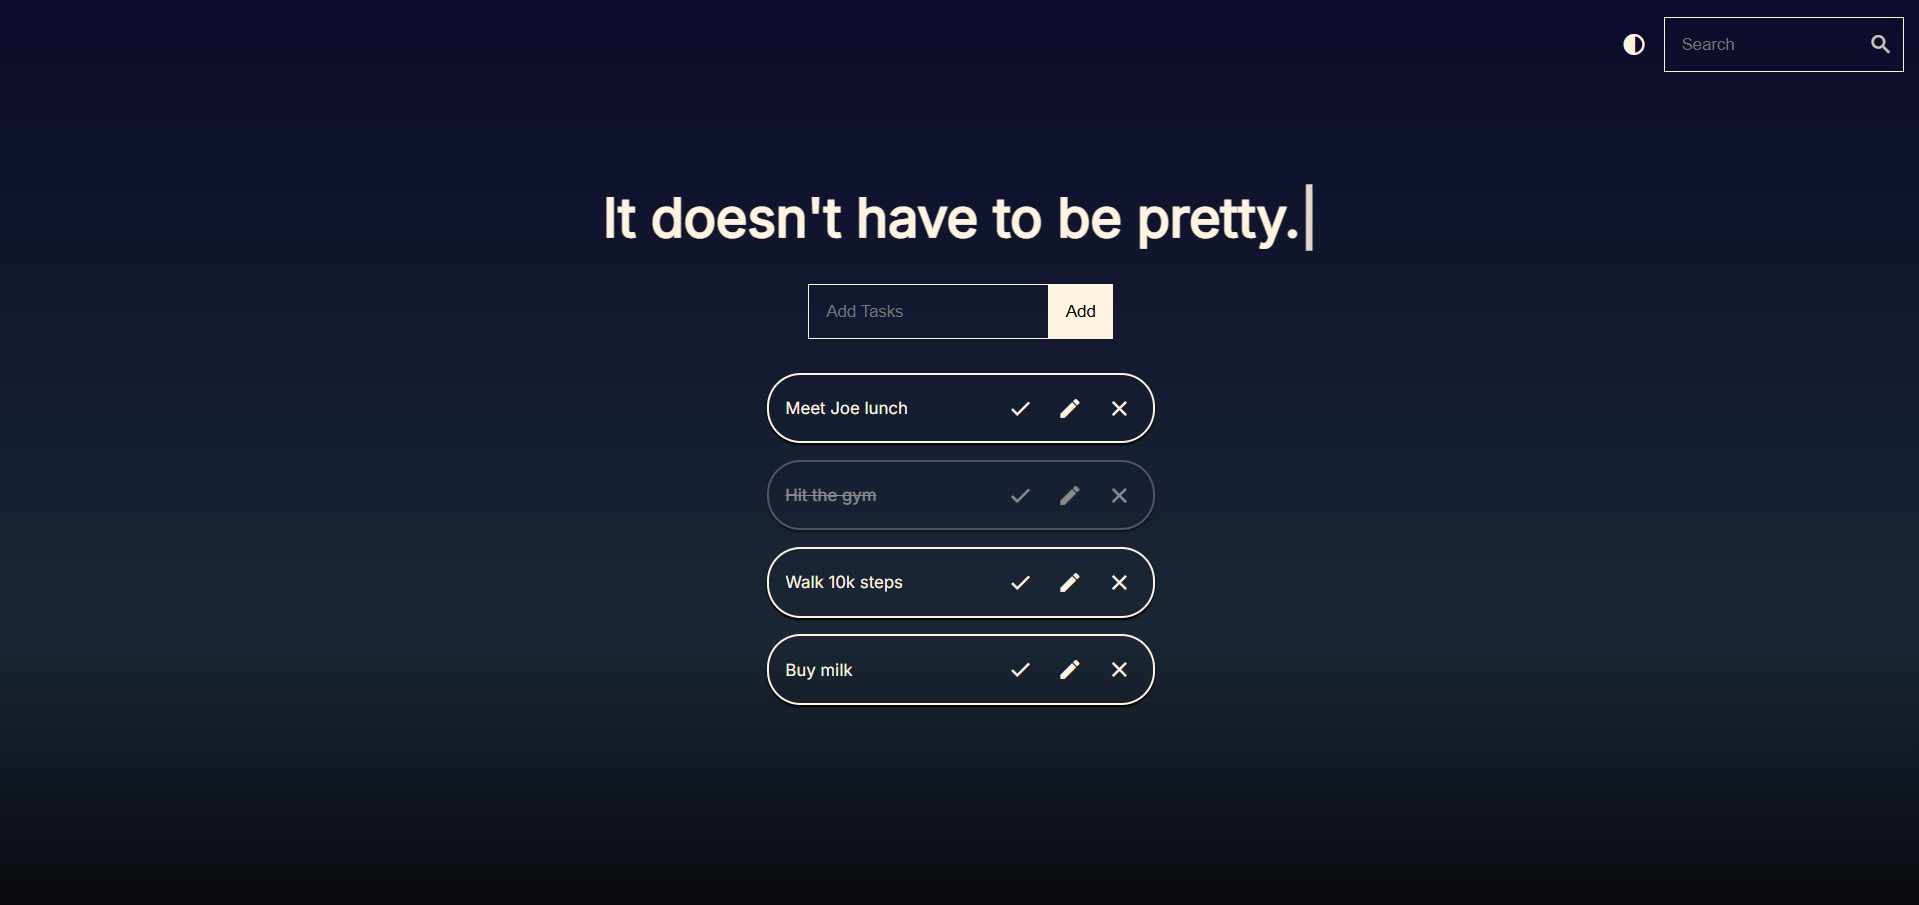 Search
It doesn't have to be pretty.
Add Tasks
Add
Meet Joe lunch
Hit the gym
Walk 10k steps
Buy milk